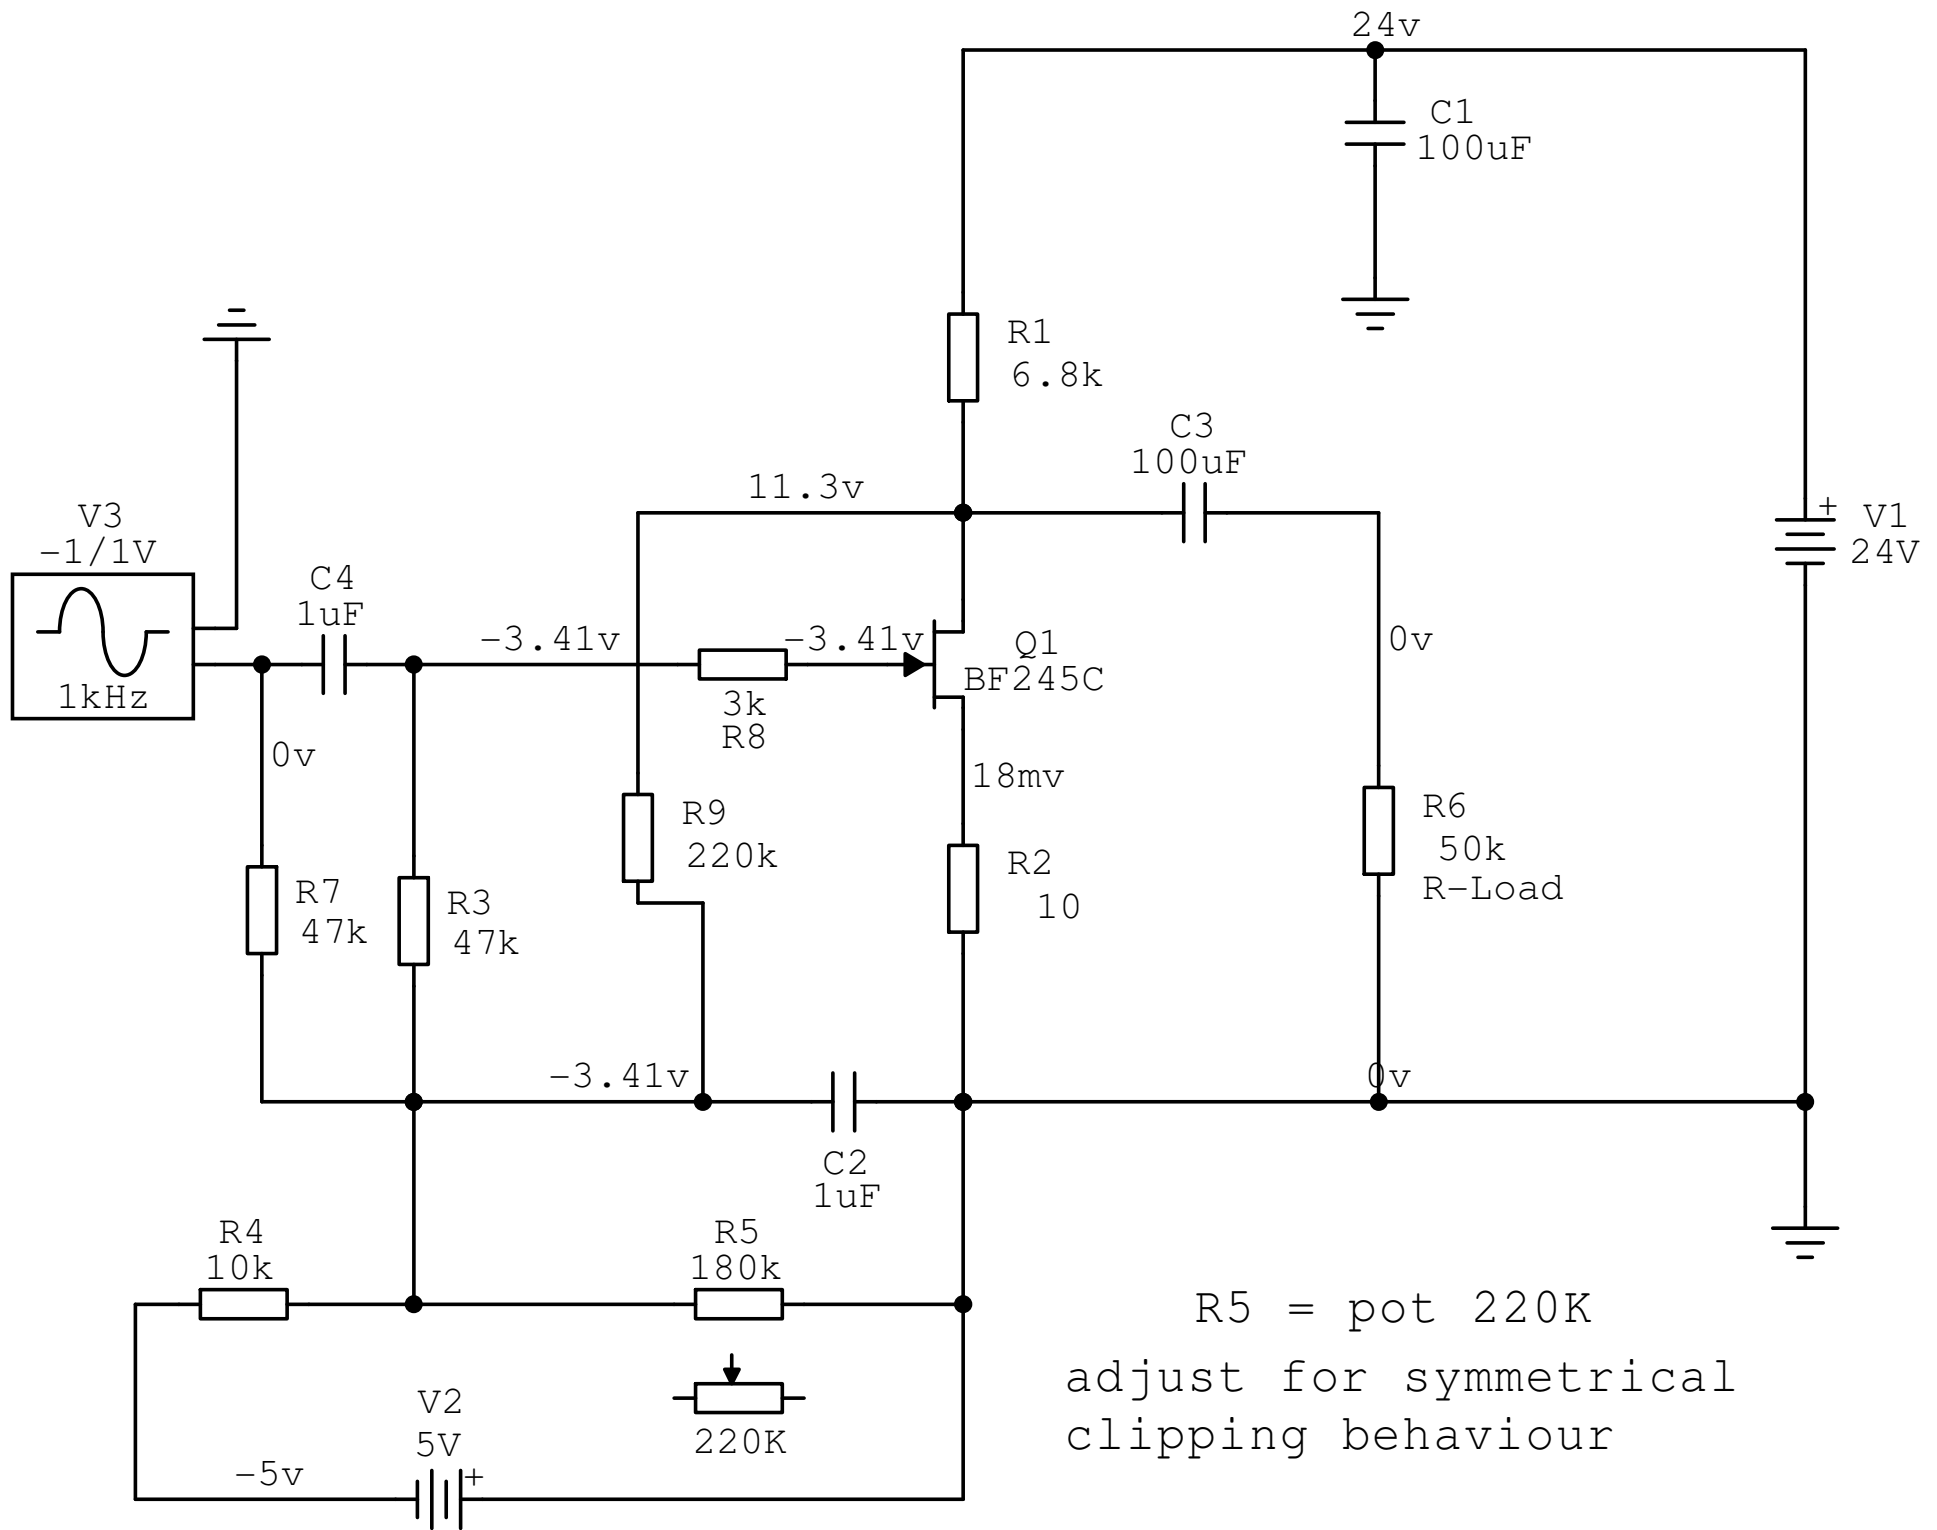 24v
C1
100uF
R1
6.8k
C3
100uF
11.3v
V3
-1/1V
1kHz
C4
1uF
-3.41v
-3.41v
3k
R8
Q1
BF245C
0v
+
V1
24V
0v
18mv
R9
220k
R2
10
R6
50k
R-Load
R7
47k
R3
47k
-3.41v
0v
C2
1uF
R4
10k
R5
180k
220K
V2
5V
+
-5v
R5 = pot 220K
adjust for symmetrical
clipping behaviour